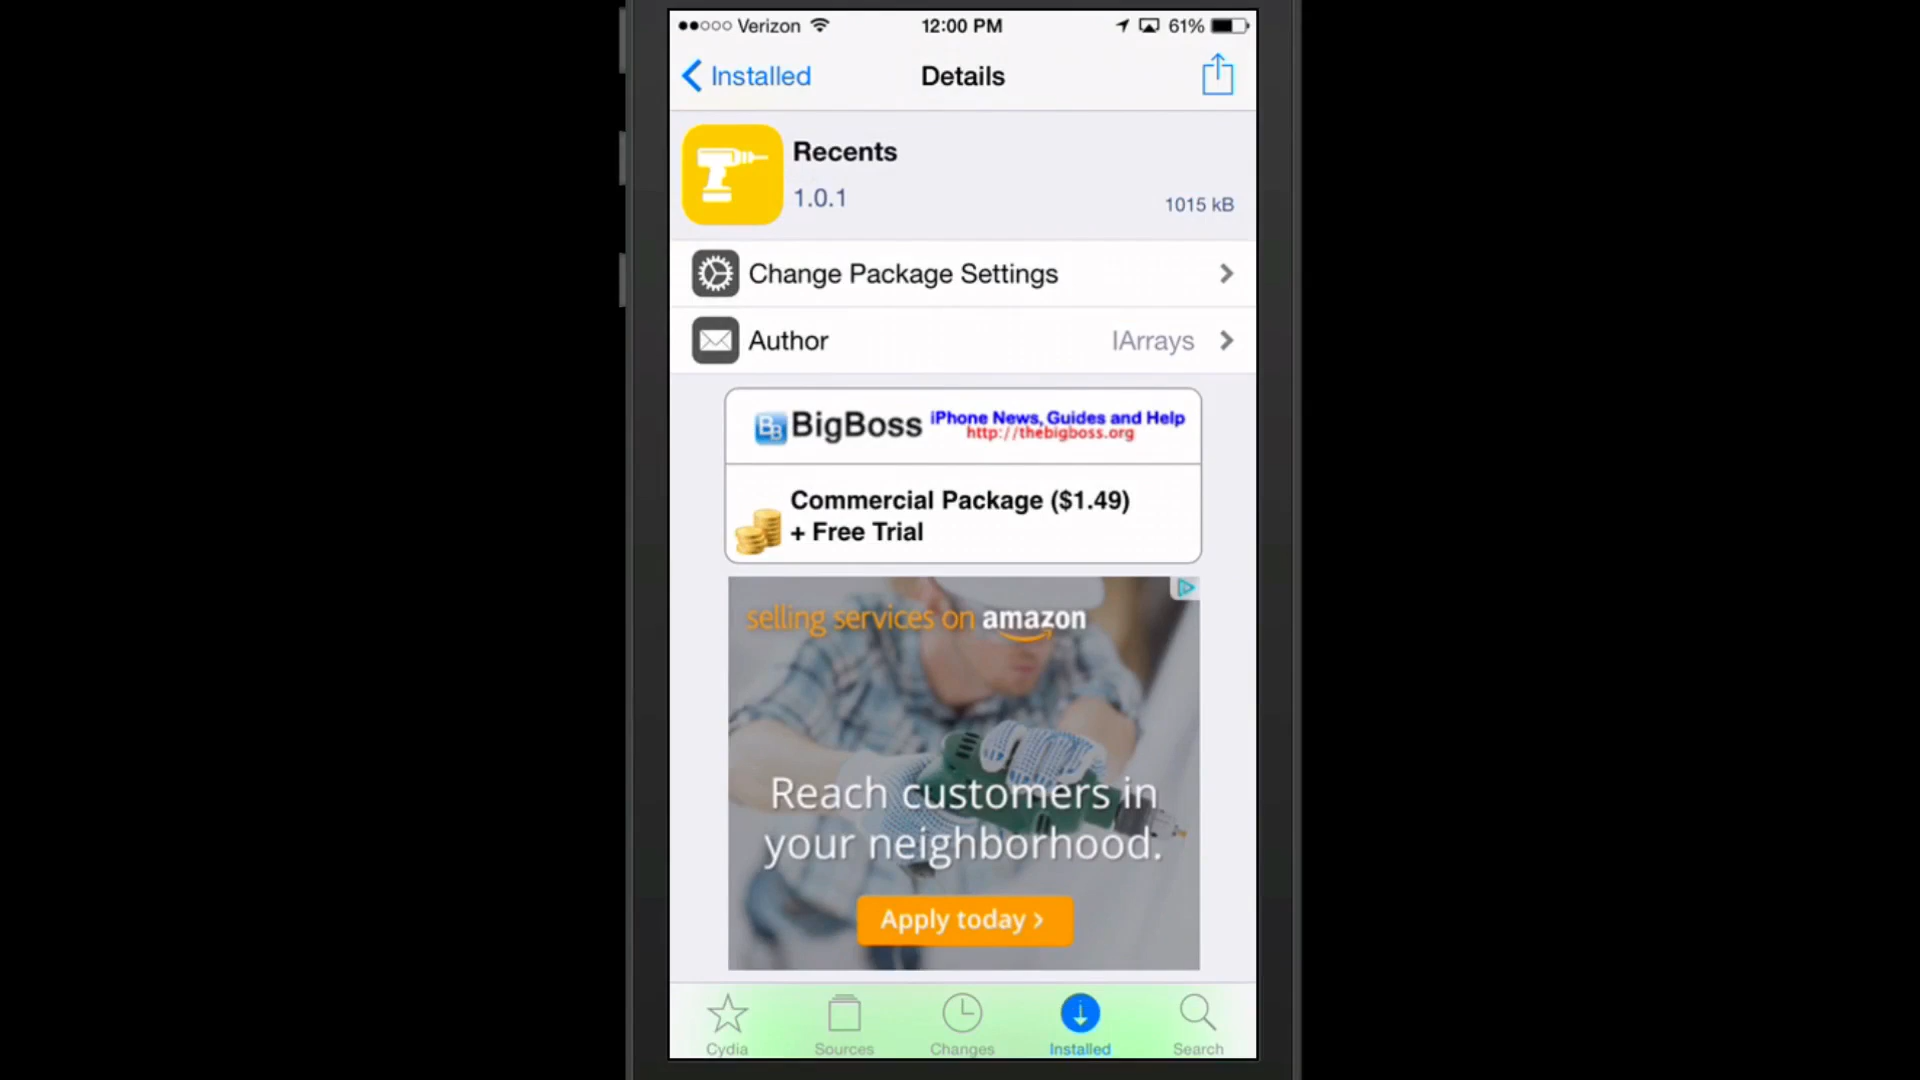 Verizon 12:00 PM 61%
Installed Details
Recents
1.0.1
1015 kB
Change Package Settings
Author IArrays
BB BigBoss iPhone News, Guides and Help
http://thebigboss.org
Commercial Package ($1.49)
+ Free Trial
selling services on amazon
Reach customers in
your neighborhood.
Apply today >
Cydia Sources Changes Installed Search